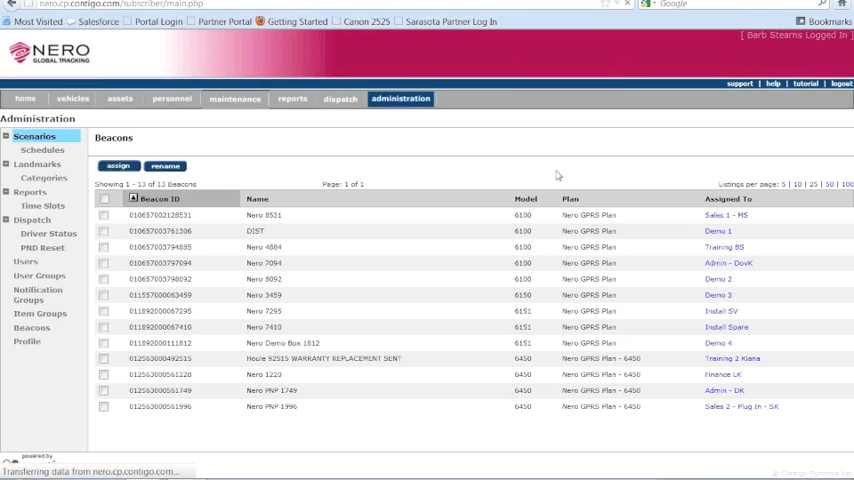 nero.cp.contigo.com/subscriber/main.php
Google
Most Visited Salesforce Portal Login Partner Portal Getting Started Canon 2525 Sarasota Partner Log In Bookmarks
[ Barb Stearns Logged In ]
NERO
GLOBAL TRACKING
support | help | tutorial | logout
home vehicles assets personnel maintenance reports dispatch administration
Administration
Scenarios
Schedules
Landmarks
Categories
Reports
Time Slots
Dispatch
Driver Status
PND Reset
Users
User Groups
Notification
Groups
Item Groups
Beacons
Profile
powered by
Beacons
assign rename
Showing 1 - 13 of 13 Beacons Page: 1 of 1 Listings per page: 5 | 10 | 25 | 50 | 100
Beacon ID Name Model Plan Assigned To
010657002128531 Nero 8531 6100 Nero GPRS Plan Sales 1 - MS
010657003761306 DIST 6100 Nero GPRS Plan Demo 1
010657003794885 Nero 4884 6100 Nero GPRS Plan Training BS
010657003797094 Nero 7094 6100 Nero GPRS Plan Admin - DovK
010657003798092 Nero 8092 6100 Nero GPRS Plan Demo 2
011557000063459 Nero 3459 6150 Nero GPRS Plan Demo 3
011892000067295 Nero 7295 6151 Nero GPRS Plan Install SV
011892000067410 Nero 7410 6151 Nero GPRS Plan Install Spare
011892000111812 Nero Demo Box 1812 6151 Nero GPRS Plan Demo 4
012563000492515 Houle 92515 WARRANTY REPLACEMENT SENT 6450 Nero GPRS Plan - 6450 Training 2 Kiana
012563000561228 Nero 1220 6450 Nero GPRS Plan - 6450 Finance LK
012563000561749 Nero PNP 1749 6450 Nero GPRS Plan - 6450 Admin - DK
012563000561996 Nero PNP 1996 6450 Nero GPRS Plan - 6450 Sales 2 - Plug In - SK
Transferring data from nero.cp.contigo.com...
© Contigo Systems Inc.